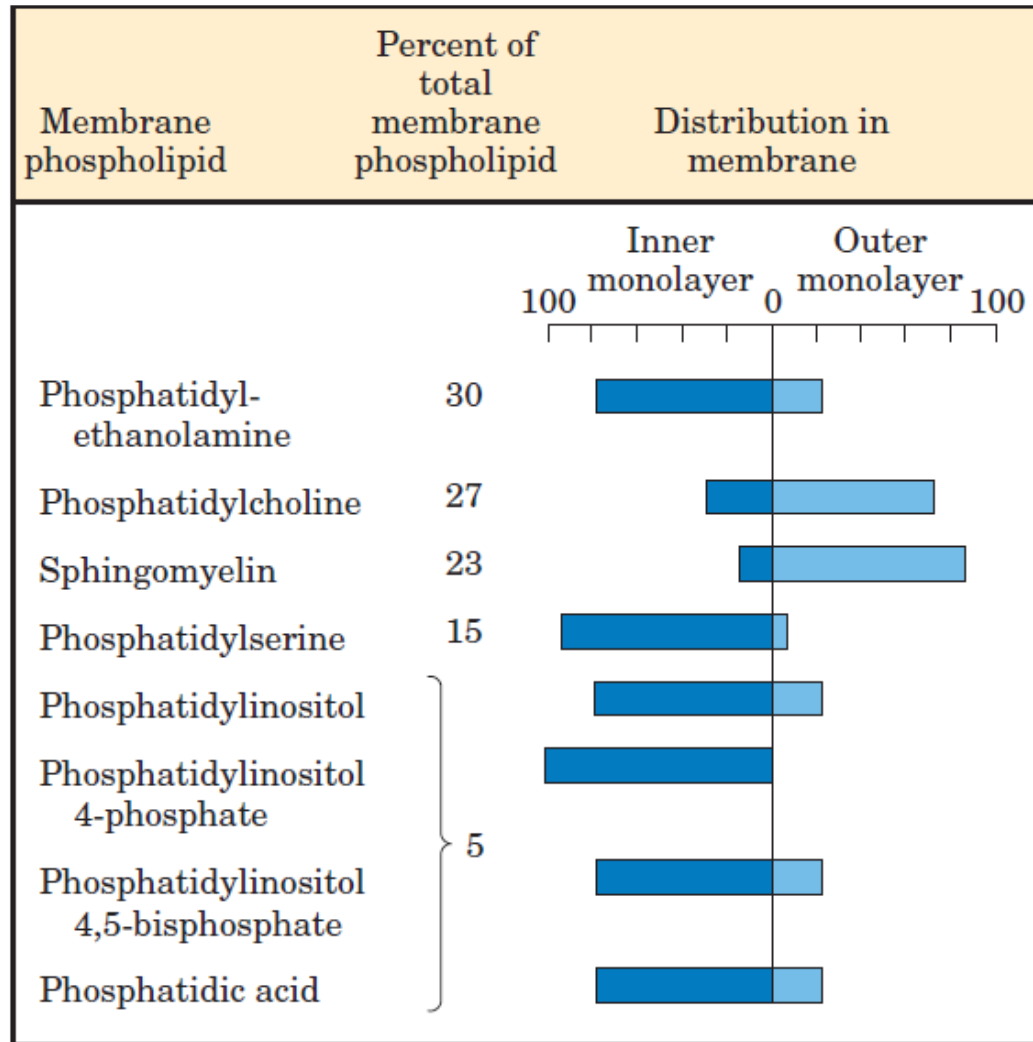 Membrane
phospholipid
Percent of
total
membrane
phospholipid
Distribution in
membrane
Inner
monolayer
Outer
monolayer
100 0 100
Phosphatidyl-
ethanolamine
30
Phosphatidylcholine
27
Sphingomyelin
23
Phosphatidylserine
15
Phosphatidylinositol
Phosphatidylinositol
4-phosphate
Phosphatidylinositol
4,5-bisphosphate
Phosphatidic acid
5